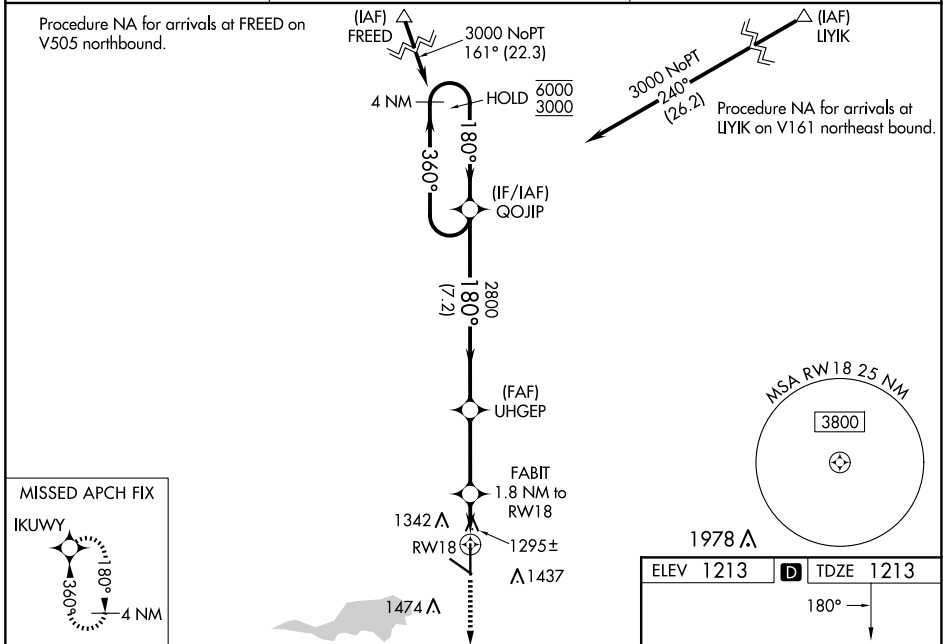 Procedure NA for arrivals at FREED on
V505 northbound.
(IAF)
FREED
3000 NoPT
161° (22.3)
(IAF)
LIYIK
3000 NoPT
240°
(26.2)
Procedure NA for arrivals at
LIYIK on V161 northeast bound.
4 NM
HOLD
6000
3000
180°
360°
(IF/IAF)
QOJIP
2800
180°
(7.2)
(FAF)
UHGEP
MSA RW18 25 NM
3800
FABIT
1.8 NM to
RW18
1342
RW18
1295±
1437
1474
1978
MISSED APCH FIX
IKUWY
180°
360°
4 NM
ELEV 1213
D
TDZE 1213
180°